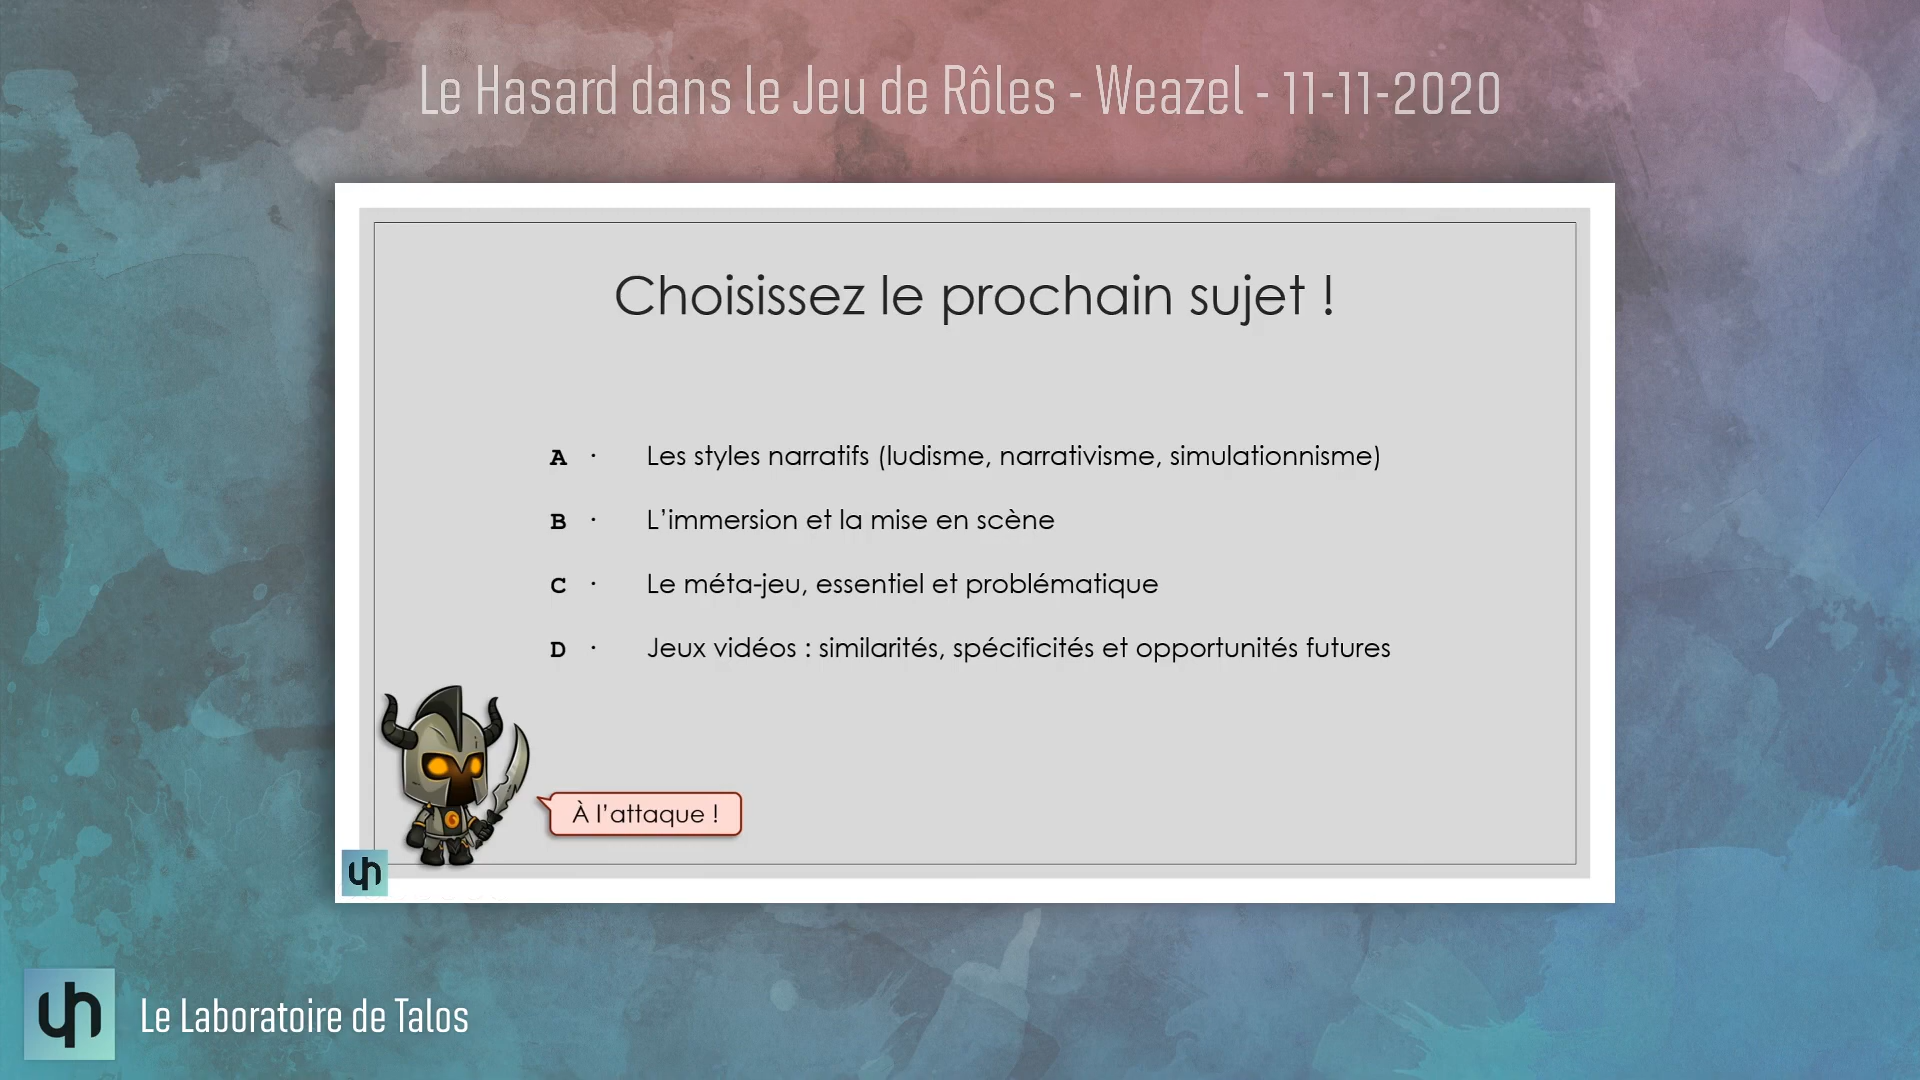 Le Hasard dans le Jeu de Rôles - Weazel - 11-11-2020
Choisissez le prochain sujet !
A · Les styles narratifs (ludisme, narrativisme, simulationnisme)
B · L’immersion et la mise en scène
C · Le méta-jeu, essentiel et problématique
D · Jeux vidéos : similarités, spécificités et opportunités futures
À l’attaque !
Le Laboratoire de Talos